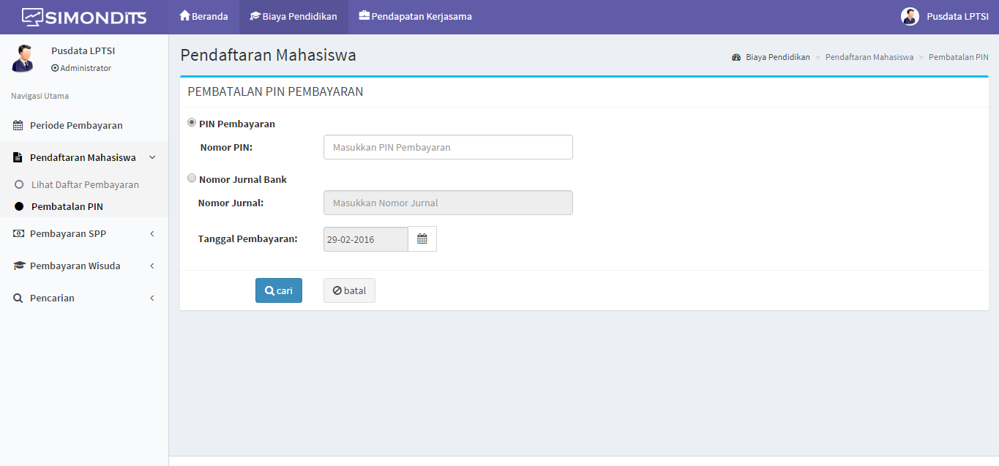 SIMONDITS
Beranda
Biaya Pendidikan
Pendapatan Kerjasama
Pusdata LPTSI
Pusdata LPTSI
Administrator
Navigasi Utama
Periode Pembayaran
Pendaftaran Mahasiswa
Lihat Daftar Pembayaran
Pembatalan PIN
Pembayaran SPP
Pembayaran Wisuda
Pencarian
Pendaftaran Mahasiswa
Biaya Pendidikan > Pendaftaran Mahasiswa > Pembatalan PIN
PEMBATALAN PIN PEMBAYARAN
PIN Pembayaran
Nomor PIN: Masukkan PIN Pembayaran
Nomor Jurnal Bank
Nomor Jurnal: Masukkan Nomor Jurnal
Tanggal Pembayaran: 29-02-2016
cari batal